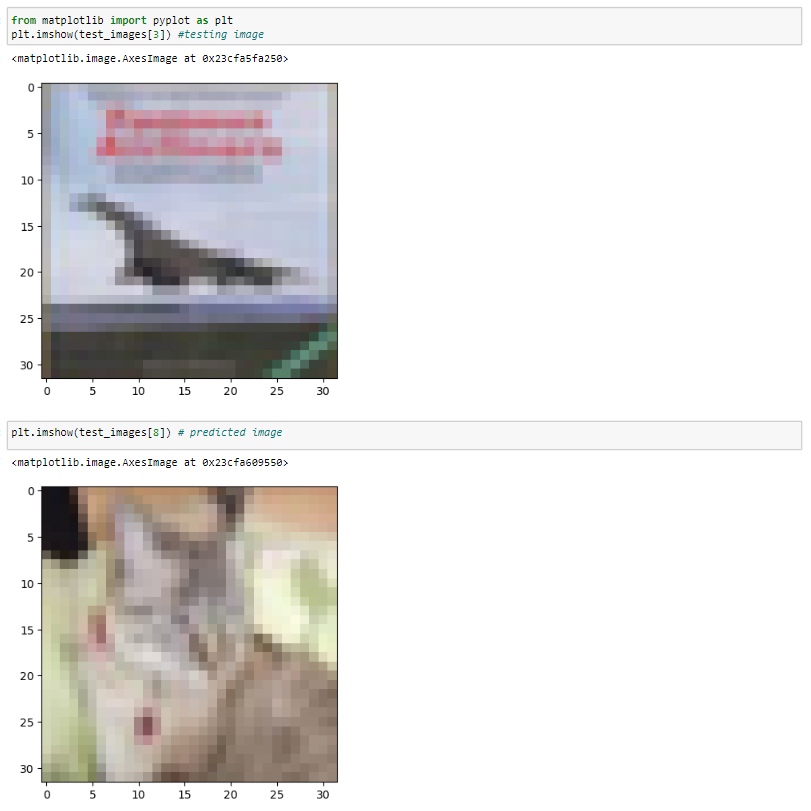 from matplotlib import pyplot as plt
plt.imshow(test_images[3]) #testing image
<matplotlib.image.AxesImage at 0x23cfa5fa250>
0
5
10
15
20
25
30
0 5 10 15 20 25 30
plt.imshow(test_images[8]) # predicted image
<matplotlib.image.AxesImage at 0x23cfa609550>
0
5
10
15
20
25
30
0 5 10 15 20 25 30